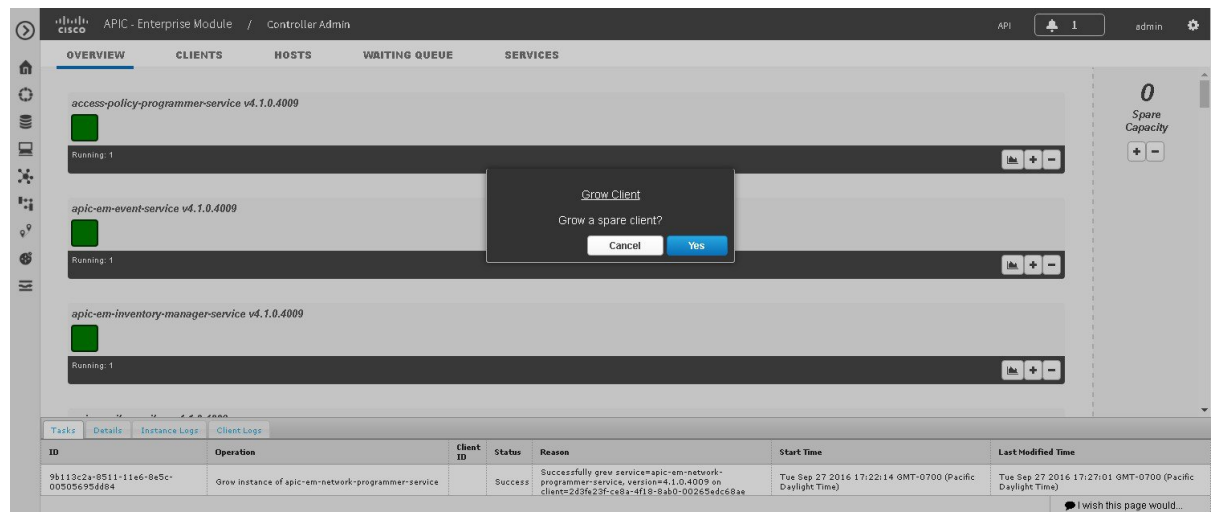 cisco APIC - Enterprise Module / Controller Admin API 1 admin
OVERVIEW CLIENTS HOSTS WAITING QUEUE SERVICES
access-policy-programmer-service v4.1.0.4009
Running: 1
0
Spare
Capacity
+ -
+ -
Grow Client
Grow a spare client?
Cancel Yes
apic-em-event-service v4.1.0.4009
Running: 1
+ -
apic-em-inventory-manager-service v4.1.0.4009
Running: 1
+ -
Tasks Details Instance Logs Client Logs
ID Operation Client ID Status Reason Start Time Last Modified Time
9b113c2a-8511-11e6-8e5c-
00505695dd84
Grow instance of apic-em-network-programmer-service
Success
Successfully grew service=apic-em-network-
programmer-service, version=4.1.0.4009 on
client=2d3fe23f-ce8a-4f18-8ab0-00265edc68ae
Tue Sep 27 2016 17:22:14 GMT-0700 (Pacific
Daylight Time)
Tue Sep 27 2016 17:27:01 GMT-0700 (Pacific
Daylight Time)
I wish this page would...